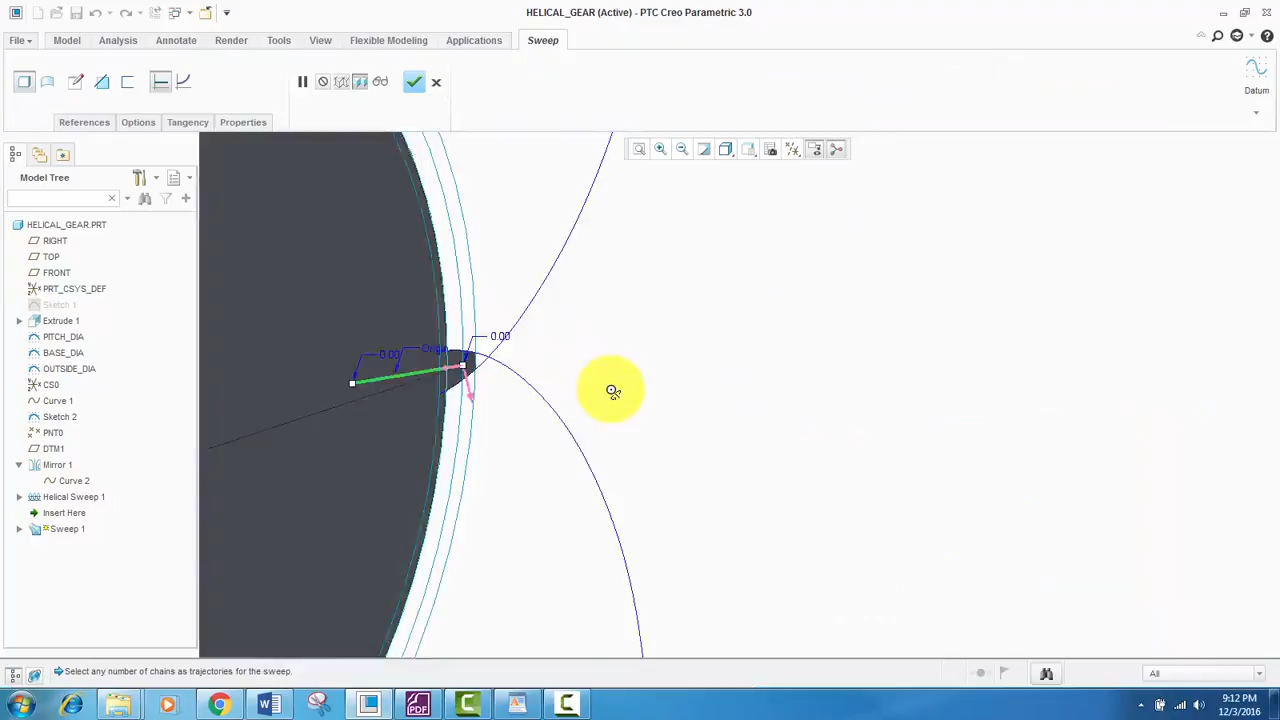 HELICAL_GEAR (Active) - PTC Creo Parametric 3.0
File Model Analysis Annotate Render Tools View Flexible Modeling Applications Sweep
Datum
References Options Tangency Properties
Model Tree
HELICAL_GEAR.PRT
RIGHT
TOP
FRONT
PRT_CSYS_DEF
Sketch 1
Extrude 1
PITCH_DIA
BASE_DIA
OUTSIDE_DIA
CS0
Curve 1
Sketch 2
PNT0
DTM1
Mirror 1
Curve 2
Helical Sweep 1
Insert Here
Sweep 1
0.00
0.00 Origin
Select any number of chains as trajectories for the sweep.
All
PDF
9:12 PM
12/3/2016